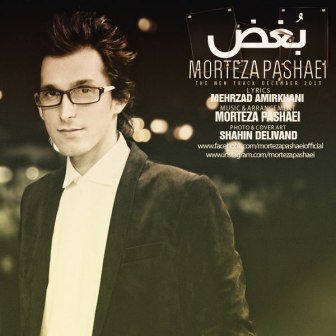 بُغض
MORTEZA PASHAEI
THE NEW TRACK DECEMBER 2013
LYRICS
MEHRZAD AMIRKHANI
MUSIC & ARRANGEMENT
MORTEZA PASHAEI
PHOTO & COVER ART
SHAHIN DELIVAND
www.facebook.com/mortezapashaeiofficial
www.instagram.com/mortezapashaei